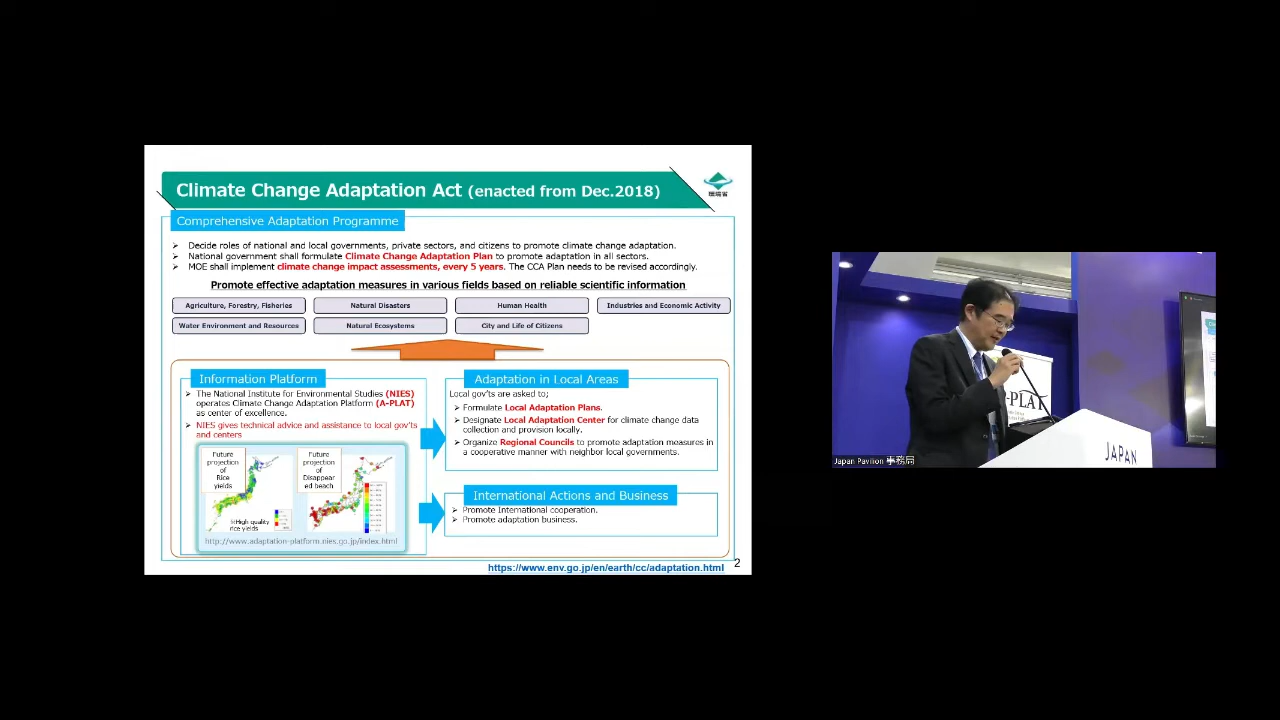 Climate Change Adaptation Act (enacted from Dec.2018)
環境省
Comprehensive Adaptation Programme
➢ Decide roles of national and local governments, private sectors, and citizens to promote climate change adaptation.
➢ National government shall formulate Climate Change Adaptation Plan to promote adaptation in all sectors.
➢ MOE shall implement climate change impact assessments, every 5 years. The CCA Plan needs to be revised accordingly.
Promote effective adaptation measures in various fields based on reliable scientific information
Agriculture, Forestry, Fisheries
Natural Disasters
Human Health
Industries and Economic Activity
Water Environment and Resources
Natural Ecosystems
City and Life of Citizens
Information Platform
➢ The National Institute for Environmental Studies (NIES)
operates Climate Change Adaptation Platform (A-PLAT)
as center of excellence.
➢ NIES gives technical advice and assistance to local gov'ts
and centers
Future
projection
of
Rice
yields
※High quality
rice yields
Future
projection
of
Disappear
ed beach
http://www.adaptation-platform.nies.go.jp/index.html
Adaptation in Local Areas
Local gov'ts are asked to;
➢ Formulate Local Adaptation Plans.
➢ Designate Local Adaptation Center for climate change data
collection and provision locally.
➢ Organize Regional Councils to promote adaptation measures in
a cooperative manner with neighbor local governments.
International Actions and Business
➢ Promote International cooperation.
➢ Promote adaptation business.
https://www.env.go.jp/en/earth/cc/adaptation.html
2
-PLAT
JAPAN
Japan Pavilion 事務局